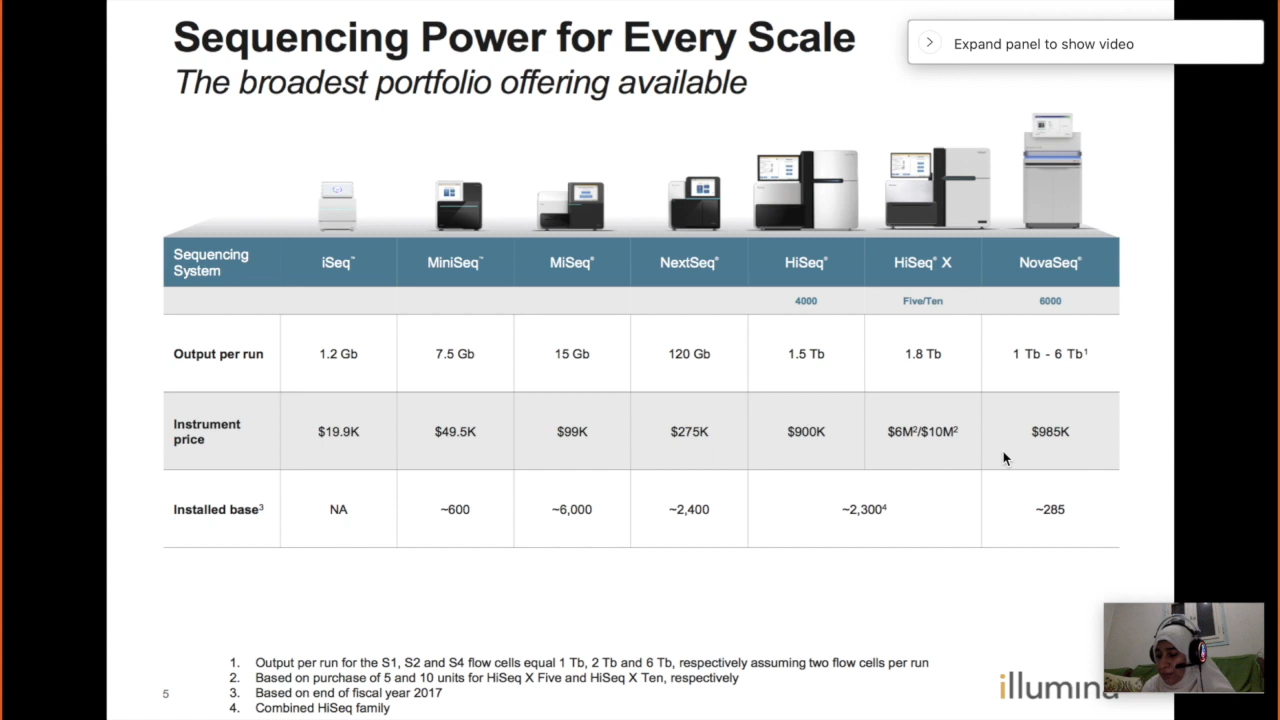 Sequencing Power for Every Scale
The broadest portfolio offering available
Expand panel to show video
Sequencing System iSeq™ MiniSeq™ MiSeq® NextSeq® HiSeq® HiSeq® X NovaSeq®
4000 Five/Ten 6000
Output per run 1.2 Gb 7.5 Gb 15 Gb 120 Gb 1.5 Tb 1.8 Tb 1 Tb - 6 Tb¹
Instrument price $19.9K $49.5K $99K $275K $900K $6M²/$10M² $985K
Installed base³ NA ~600 ~6,000 ~2,400 ~2,300⁴ ~285
1. Output per run for the S1, S2 and S4 flow cells equal 1 Tb, 2 Tb and 6 Tb, respectively assuming two flow cells per run
2. Based on purchase of 5 and 10 units for HiSeq X Five and HiSeq X Ten, respectively
3. Based on end of fiscal year 2017
4. Combined HiSeq family
5
illumina